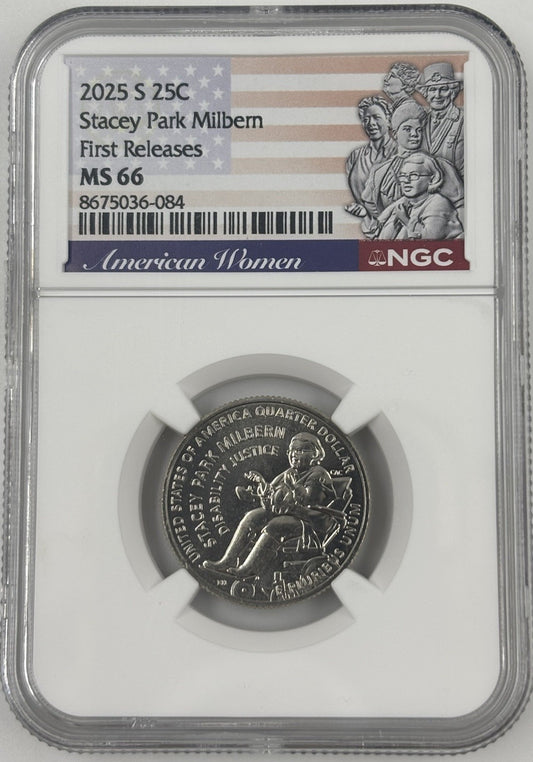 2025 S 25C
Stacey Park Milbern
First Releases
MS 66
8675036-084
American Women
NGC
UNITED STATES OF AMERICA QUARTER DOLLAR
STACEY PARK MILBERN
DISABILITY JUSTICE
E PLURIBUS UNUM